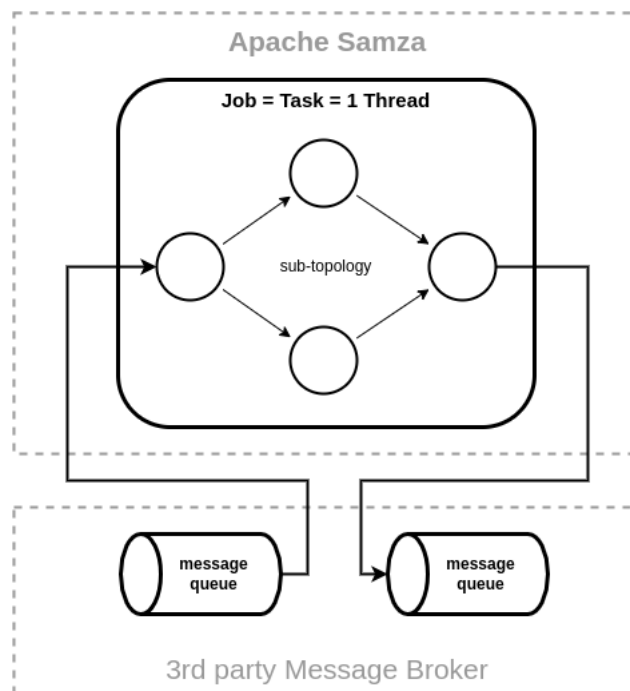 Apache Samza
Job = Task = 1 Thread
sub-topology
message
queue
message
queue
3rd party Message Broker